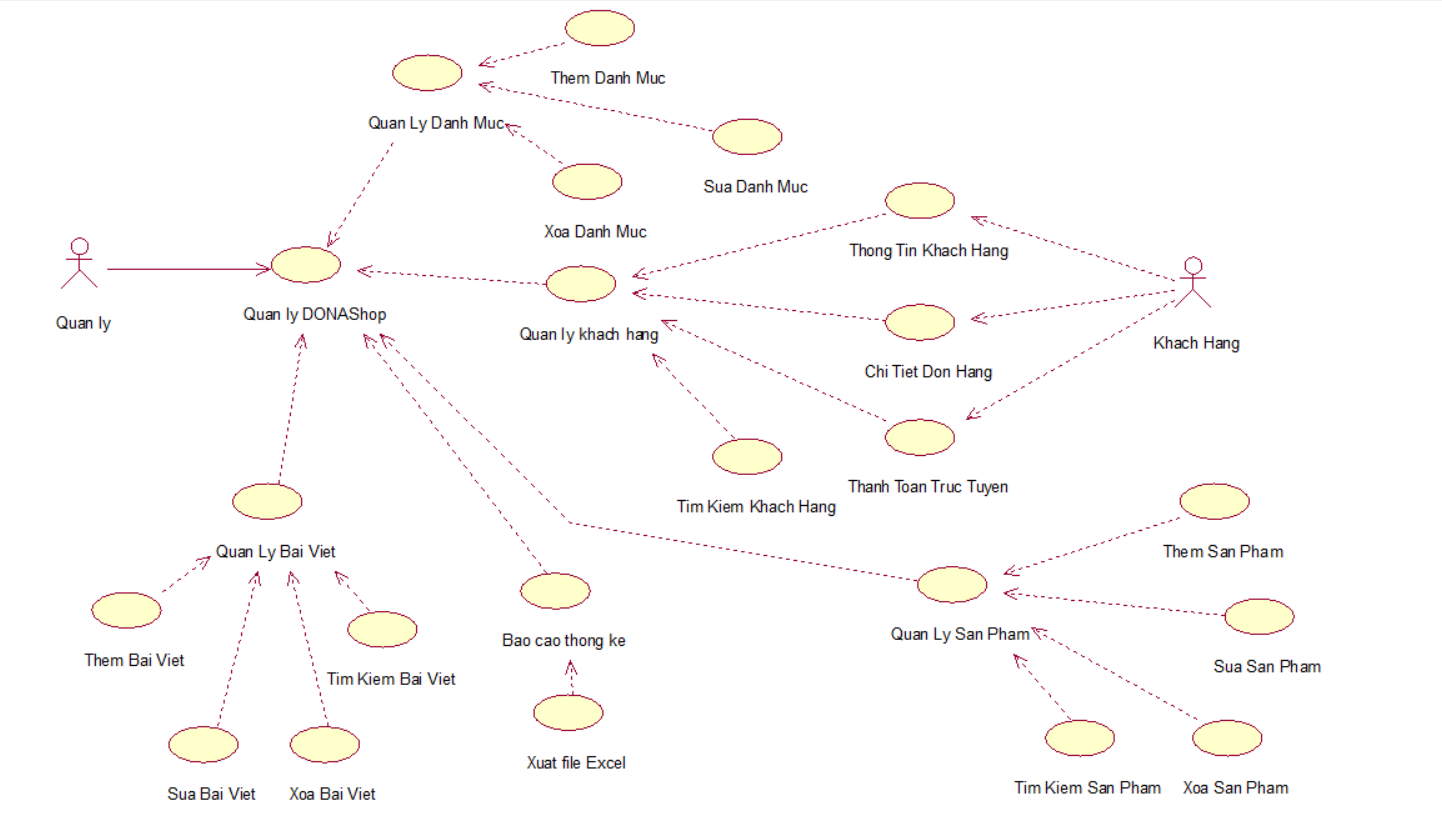 Them Danh Muc
Quan Ly Danh Muc
Sua Danh Muc
Xoa Danh Muc
Thong Tin Khach Hang
Quan ly
Quan ly DONAShop
Quan ly khach hang
Khach Hang
Chi Tiet Don Hang
Thanh Toan Truc Tuyen
Tim Kiem Khach Hang
Quan Ly Bai Viet
Them San Pham
Bao cao thong ke
Quan Ly San Pham
Them Bai Viet
Sua San Pham
Tim Kiem Bai Viet
Xuat file Excel
Sua Bai Viet
Xoa Bai Viet
Tim Kiem San Pham
Xoa San Pham